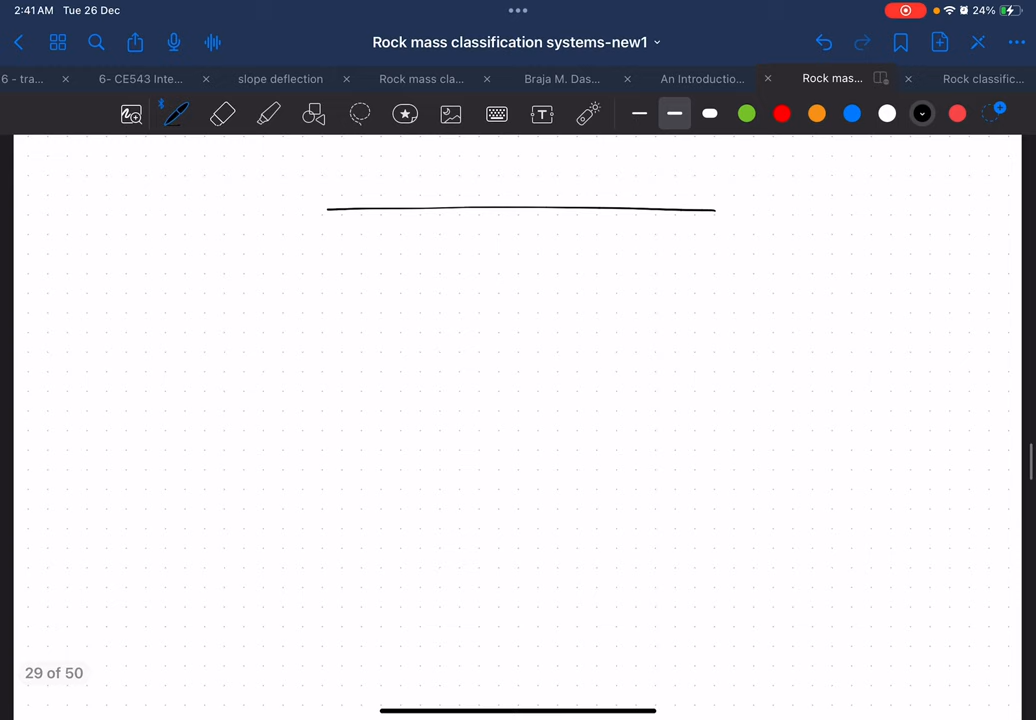 2:41 AM Tue 26 Dec
24%
Rock mass classification systems-new1
6 - tra...
6- CE543 Inte...
slope deflection
Rock mass cla...
Braja M. Das...
An Introductio...
Rock mas...
Rock classific...
T
29 of 50